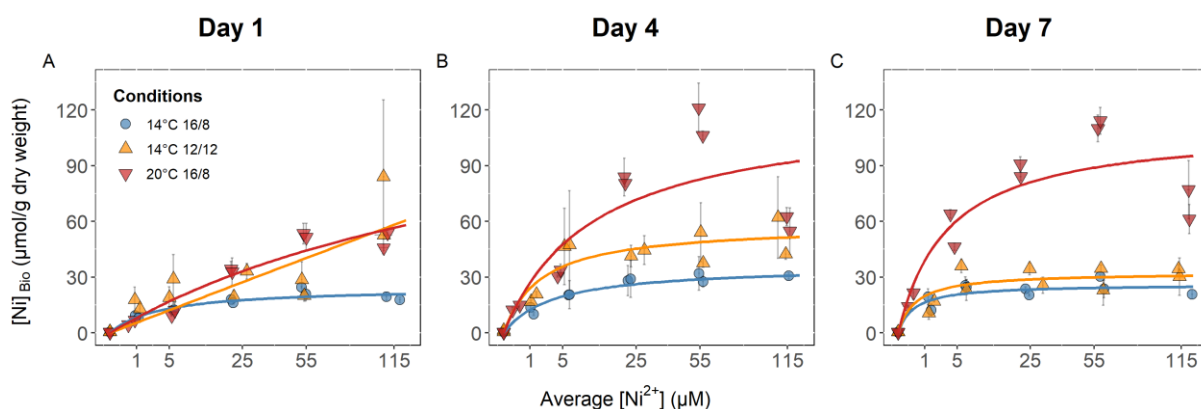 Day 1 Day 4 Day 7
A B C
[Ni] Bio (µmol/g dry weight)
120
90
60
30
0
Conditions
14°C 16/8
14°C 12/12
20°C 16/8
120
90
60
30
0
120
90
60
30
0
1 5 25 55 115 1 5 25 55 115 1 5 25 55 115
Average [Ni²⁺] (µM)